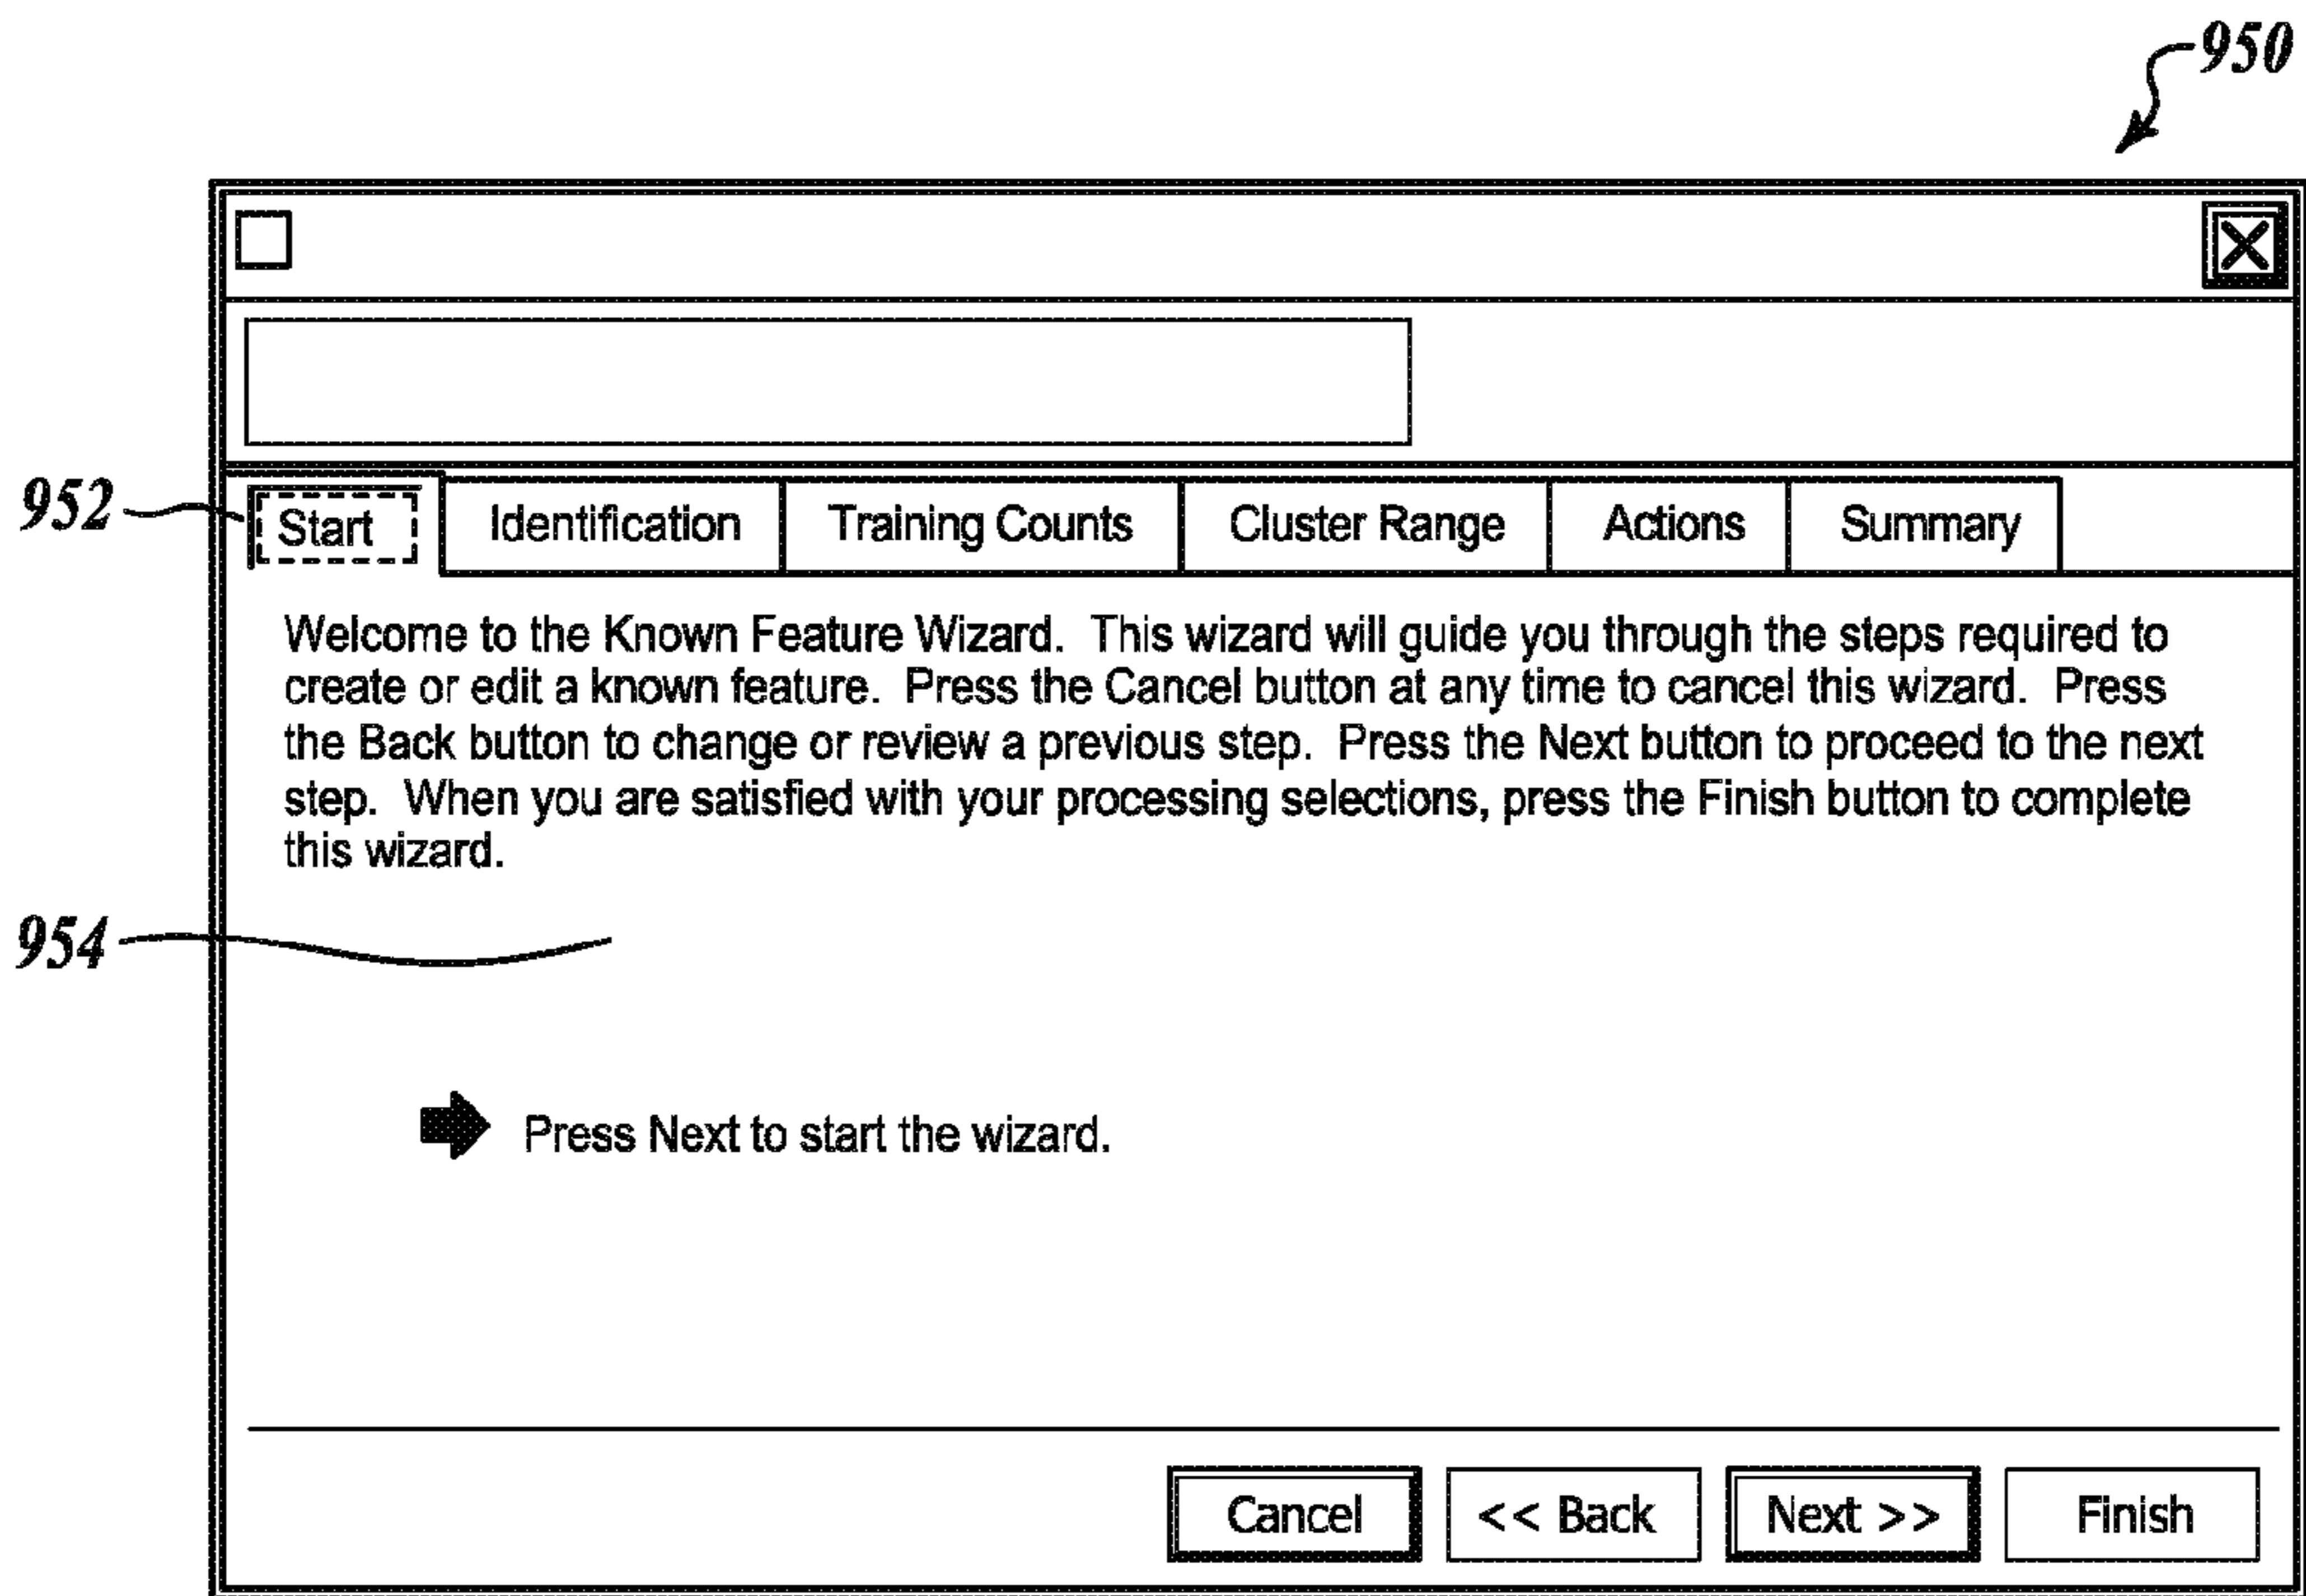 950
952
Start Identification Training Counts Cluster Range Actions Summary
Welcome to the Known Feature Wizard.  This wizard will guide you through the steps required to
create or edit a known feature.  Press the Cancel button at any time to cancel this wizard.  Press
the Back button to change or review a previous step.  Press the Next button to proceed to the next
step.  When you are satisfied with your processing selections, press the Finish button to complete
this wizard.
954
Press Next to start the wizard.
Cancel << Back Next >> Finish